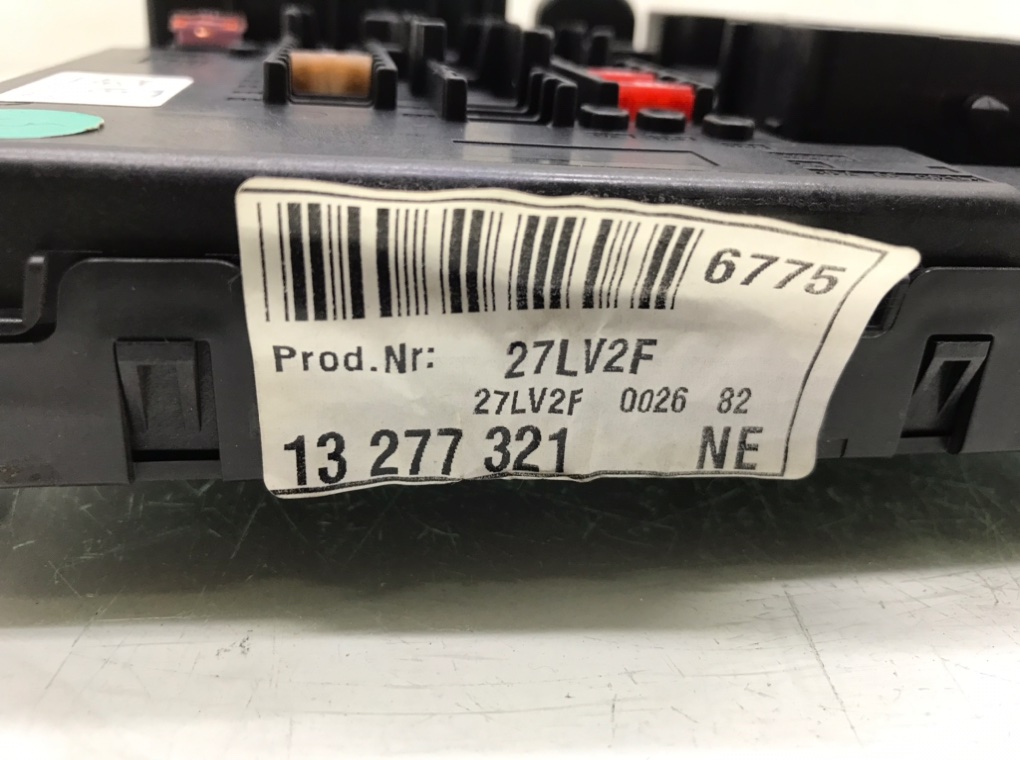 6775
Prod.Nr: 27LV2F
27LV2F 0026 82
13 277 321 NE